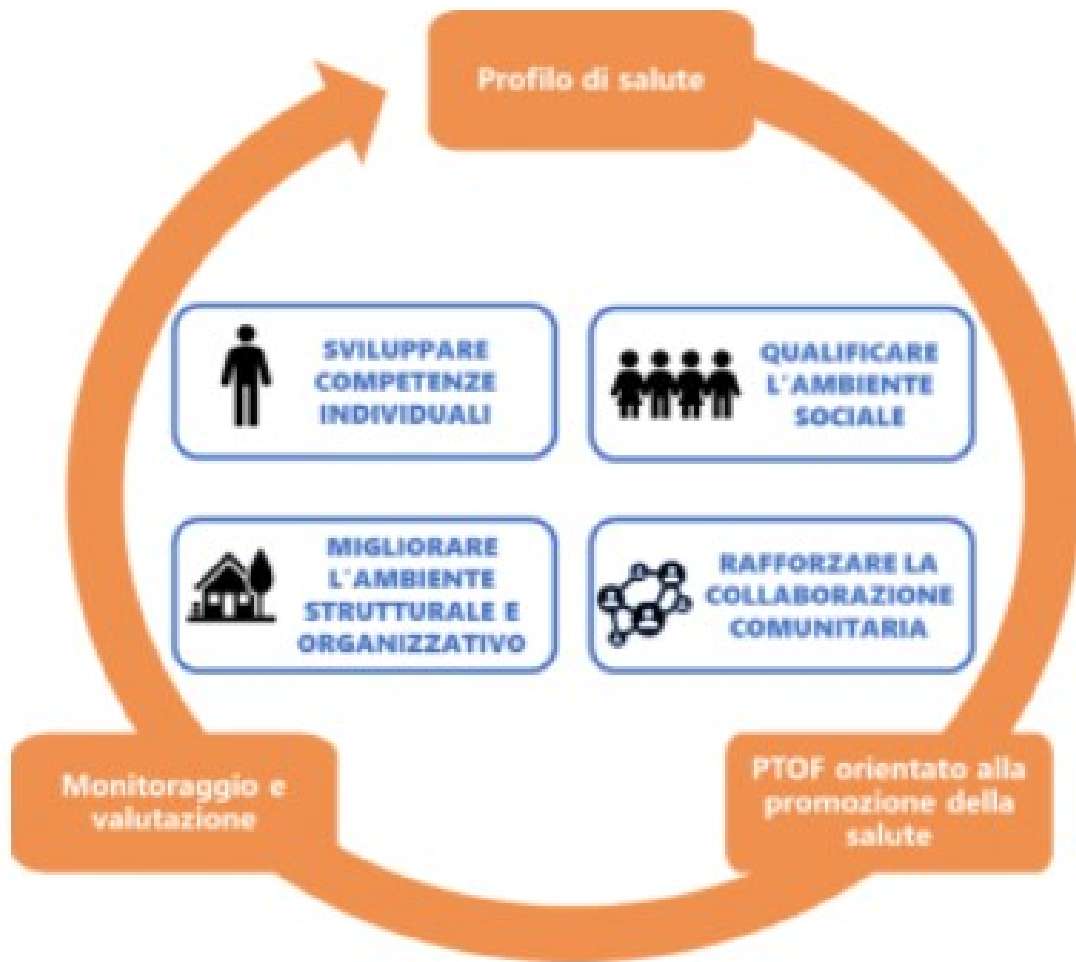 Profilo di salute
SVILUPPARE
COMPETENZE
INDIVIDUALI
QUALIFICARE
L'AMBIENTE
SOCIALE
MIGLIORARE
L'AMBIENTE
STRUTTURALE E
ORGANIZZATIVO
RAFFORZARE LA
COLLABORAZIONE
COMUNITARIA
Monitoraggio e
valutazione
PTOF orientato alla
promozione della
salute